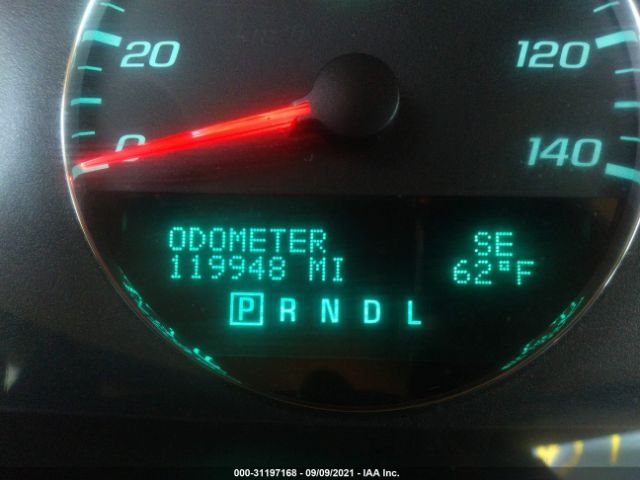 20
120
0
140
ODOMETER SE
119948 MI 62°F
P R N D L
000-31197168 - 09/09/2021 - IAA Inc.